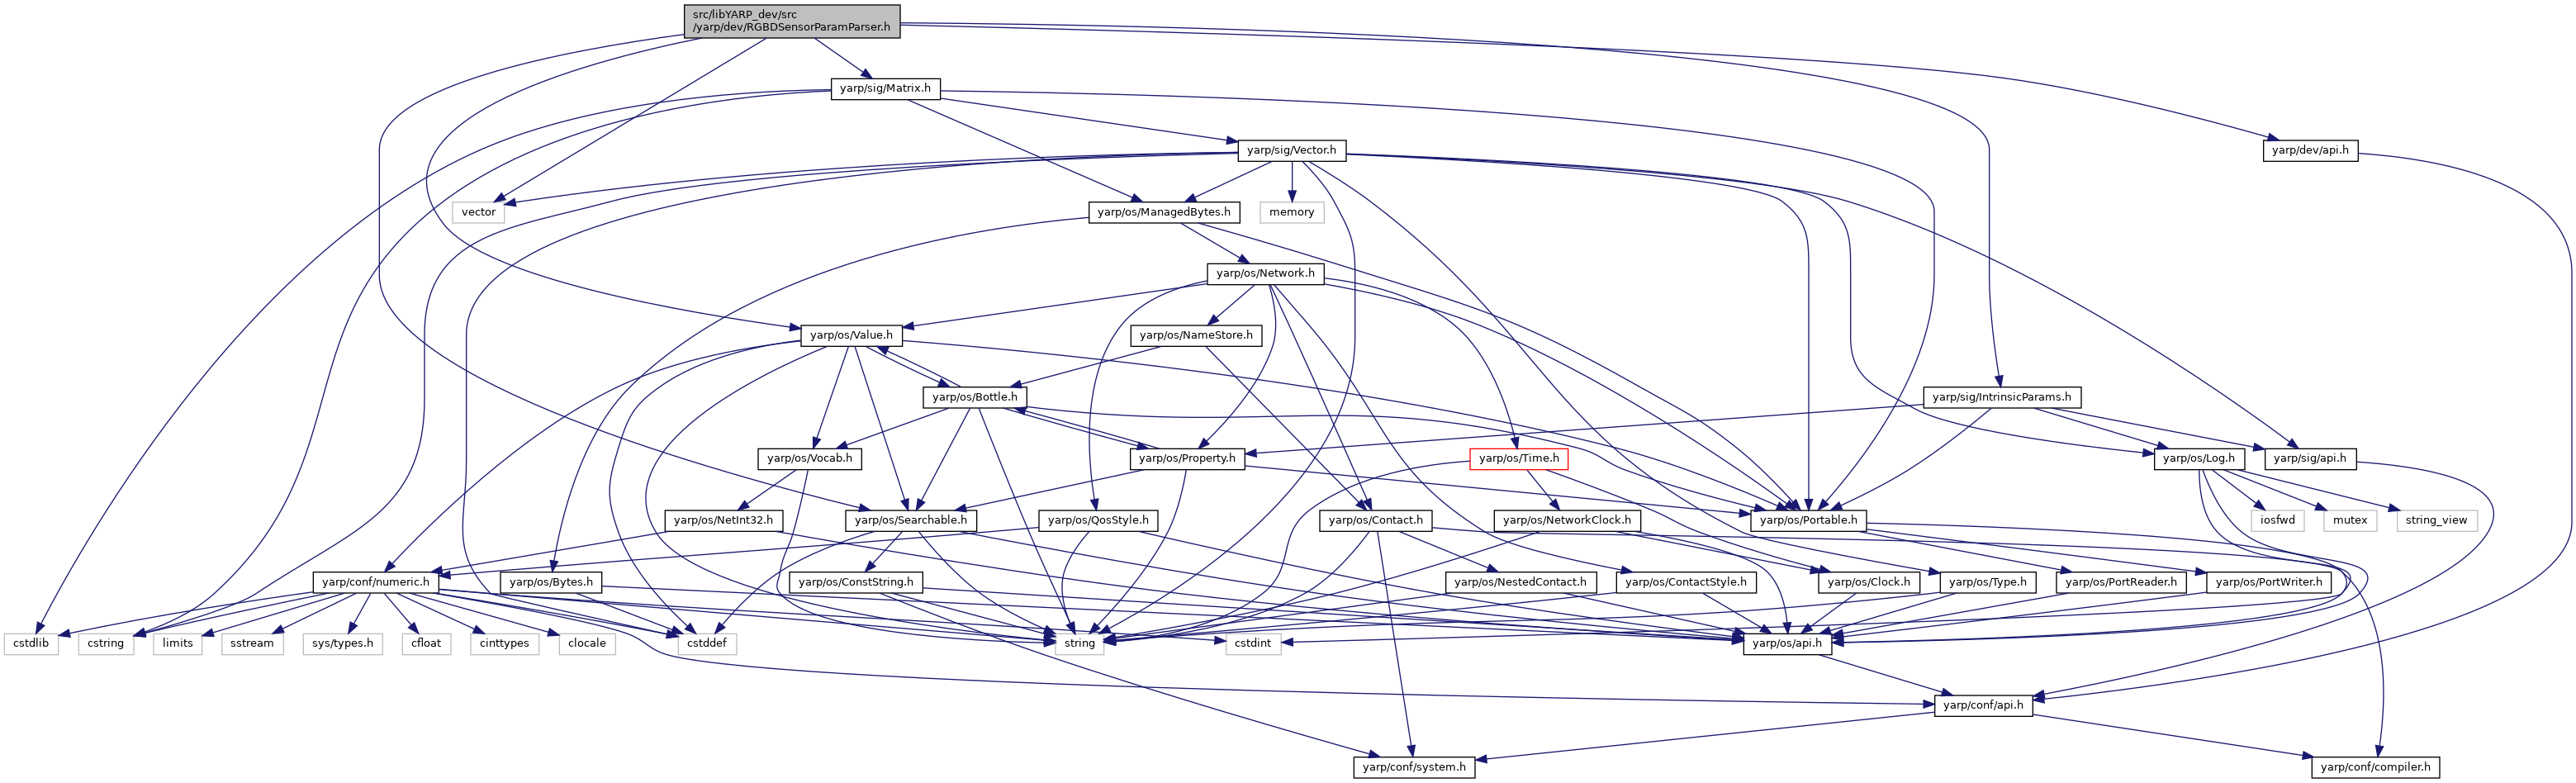 src/libYARP_dev/src
/yarp/dev/RGBDSensorParamParser.h
yarp/sig/Matrix.h
yarp/sig/Vector.h
yarp/dev/api.h
vector
yarp/os/ManagedBytes.h
memory
yarp/os/Network.h
yarp/os/Value.h
yarp/os/NameStore.h
yarp/os/Bottle.h
yarp/sig/IntrinsicParams.h
yarp/os/Vocab.h
yarp/os/Property.h
yarp/os/Time.h
yarp/os/Log.h
yarp/sig/api.h
yarp/os/NetInt32.h
yarp/os/Searchable.h
yarp/os/QosStyle.h
yarp/os/Contact.h
yarp/os/NetworkClock.h
yarp/os/Portable.h
iosfwd
mutex
string_view
yarp/conf/numeric.h
yarp/os/Bytes.h
yarp/os/ConstString.h
yarp/os/NestedContact.h
yarp/os/ContactStyle.h
yarp/os/Clock.h
yarp/os/Type.h
yarp/os/PortReader.h
yarp/os/PortWriter.h
cstdlib
cstring
limits
sstream
sys/types.h
cfloat
cinttypes
clocale
cstddef
string
cstdint
yarp/os/api.h
yarp/conf/api.h
yarp/conf/system.h
yarp/conf/compiler.h